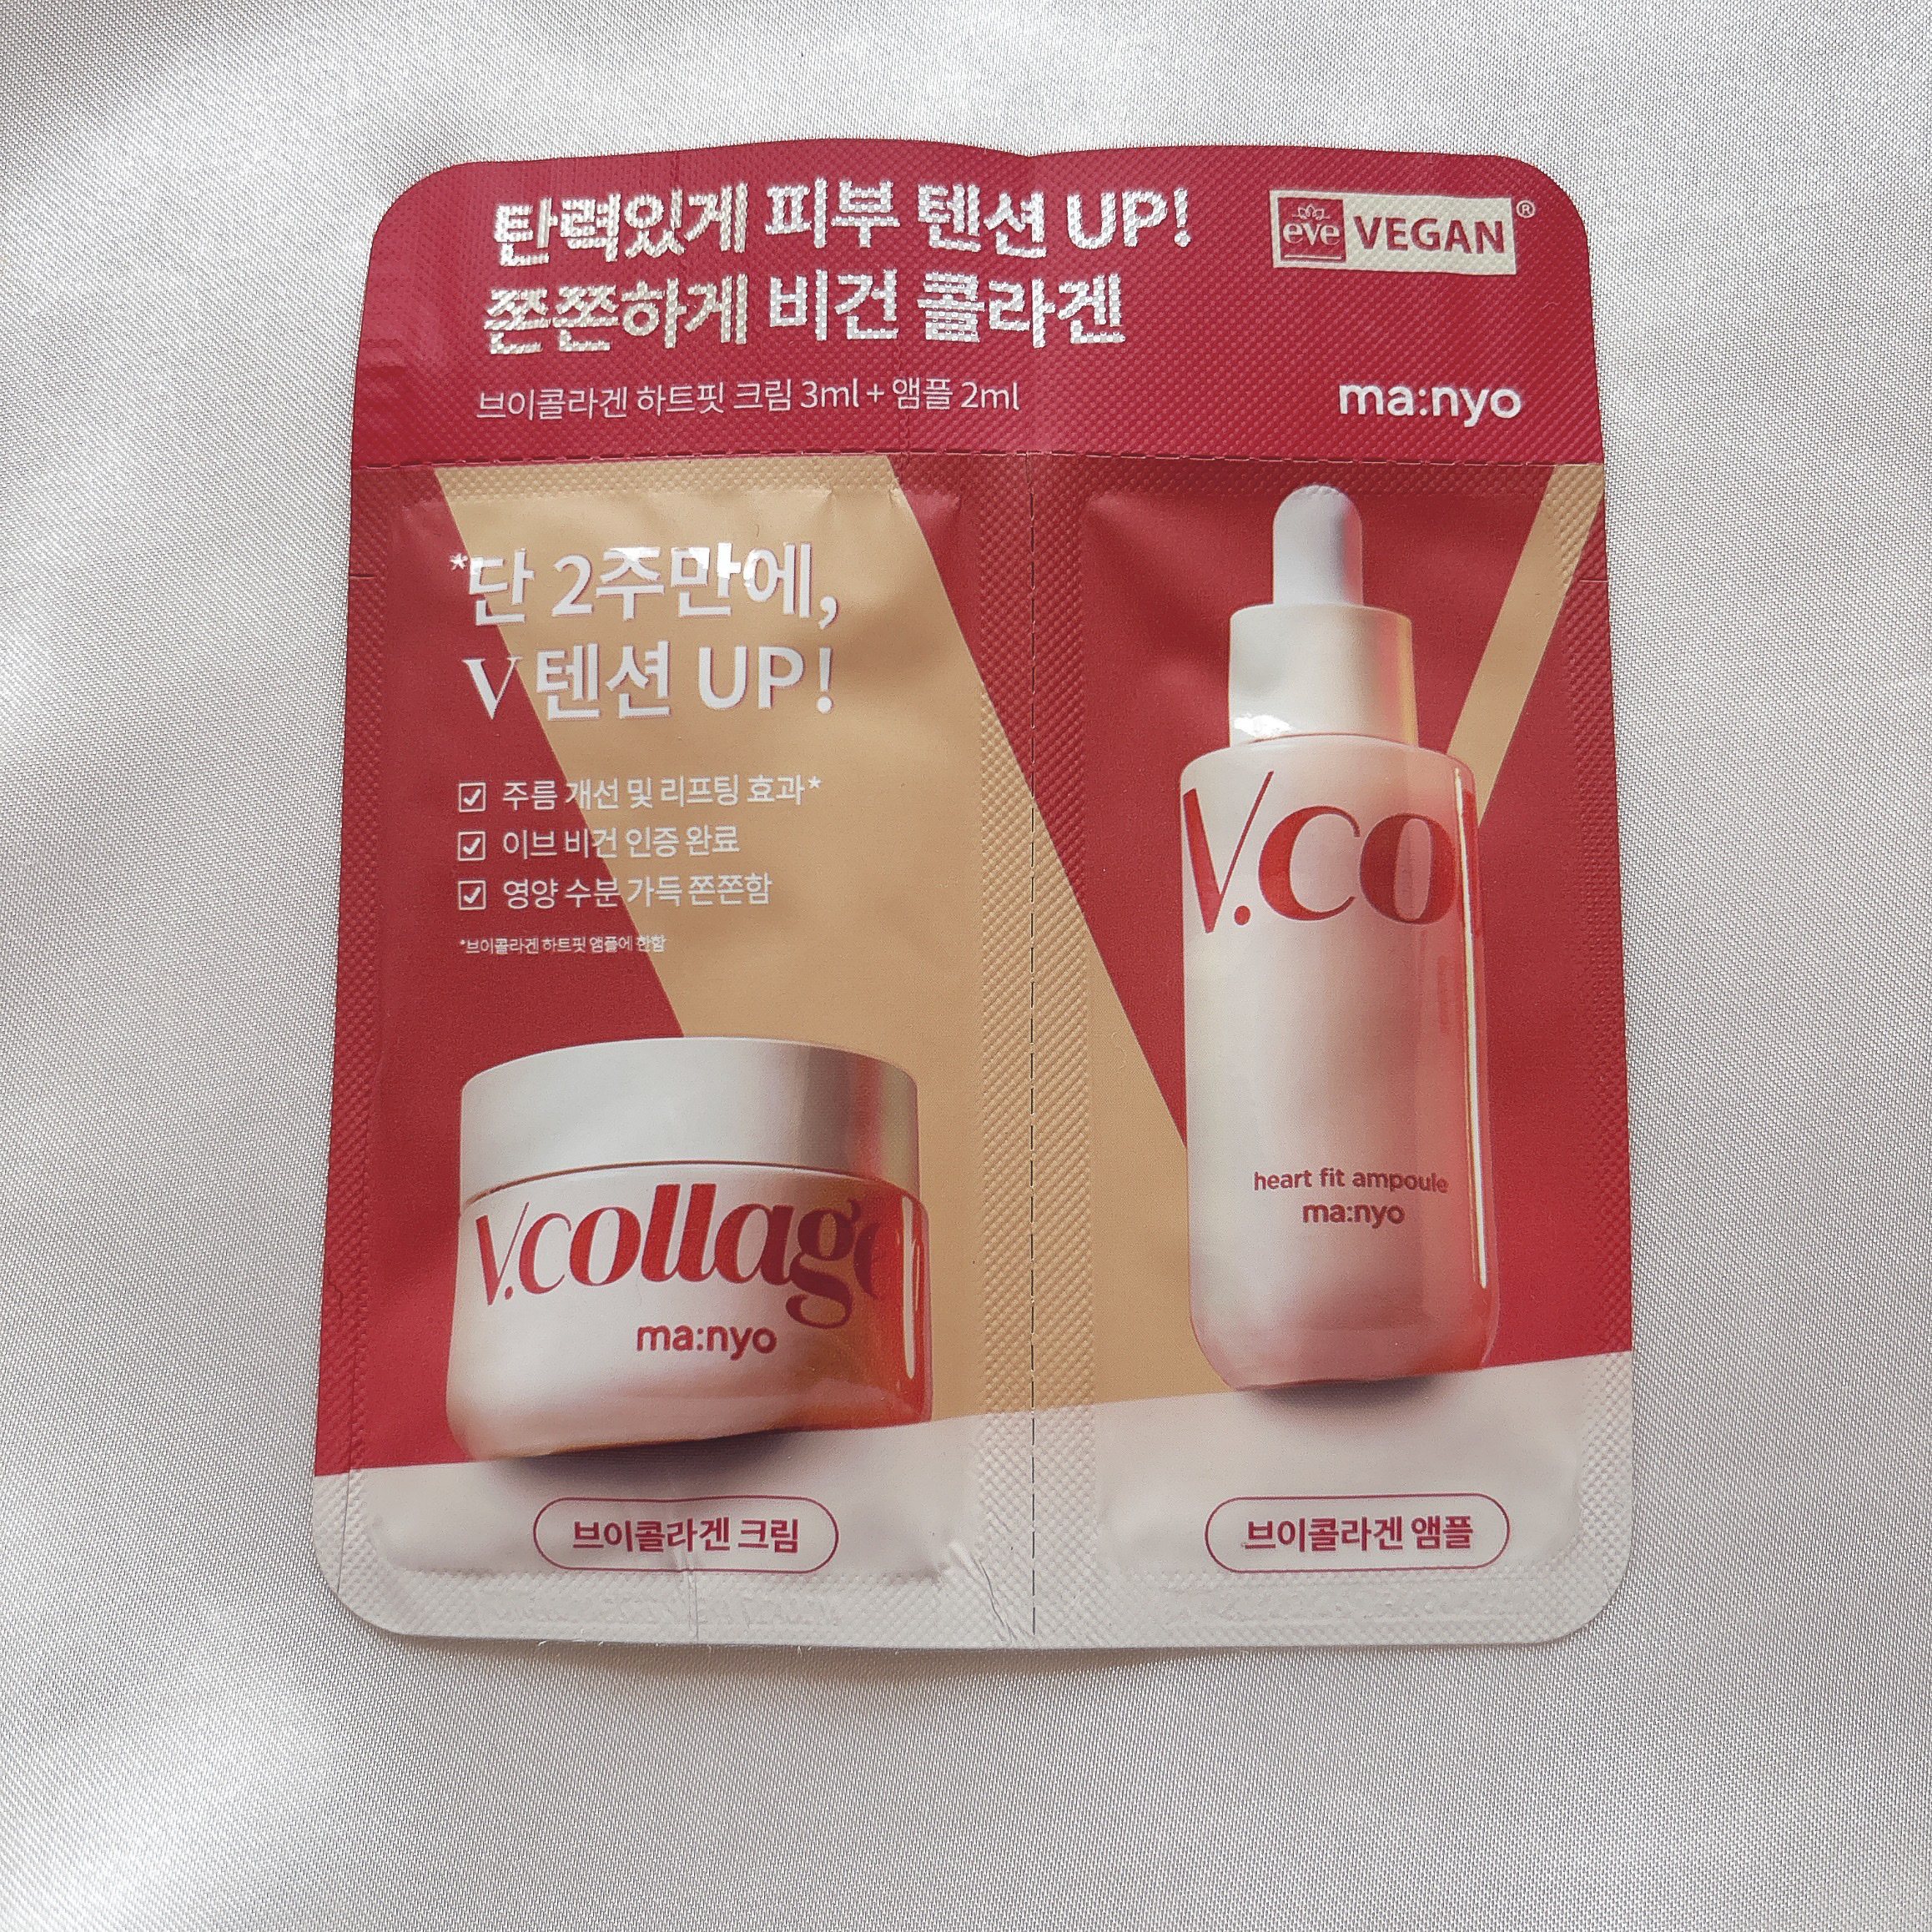 탄력있게 피부 텐션 UP!
쫀쫀하게 비건 콜라겐
브이콜라겐 하트핏 크림 3ml + 앰플 2ml
eve VEGAN®
ma:nyo
*단 2주만에,
V 텐션 UP!
☑ 주름 개선 및 리프팅 효과*
☑ 이브 비건 인증 완료
☑ 영양 수분 가득 쫀쫀함
*브이콜라겐 하트핏 앰플에 한함
V.collage
ma:nyo
브이콜라겐 크림
V.co
heart fit ampoule
ma:nyo
브이콜라겐 앰플